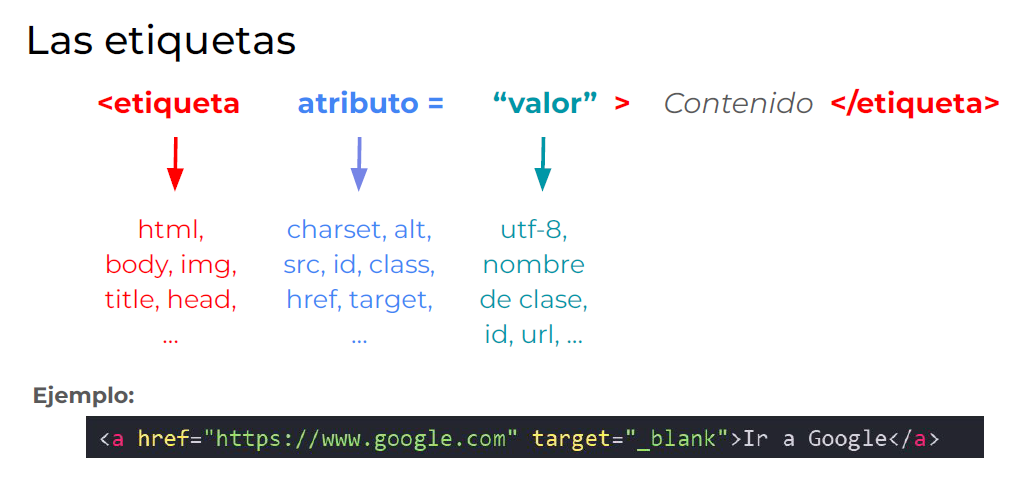 Las etiquetas
<etiqueta atributo = “valor” > Contenido </etiqueta>
html,
body, img,
title, head,
...
charset, alt,
src, id, class,
href, target,
...
utf-8,
nombre
de clase,
id, url, ...
Ejemplo:
<a href="https://www.google.com" target="_blank">Ir a Google</a>